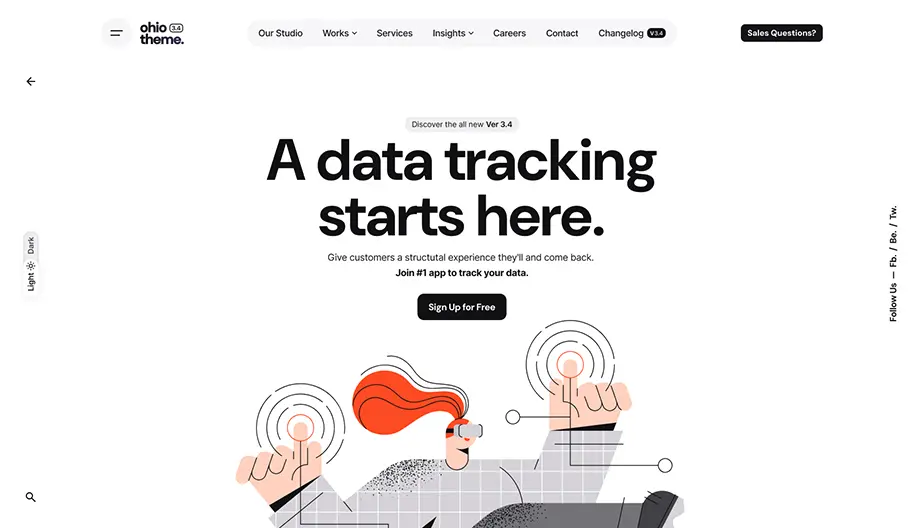 ohio 3.4
theme.
Our Studio Works Services Insights Careers Contact Changelog V3.4
Sales Questions?
Discover the all new Ver 3.4
A data tracking
starts here.
Give customers a structutal experience they'll and come back.
Join #1 app to track your data.
Sign Up for Free
Light Dark
Follow Us — Fb. / Be. / Tw.